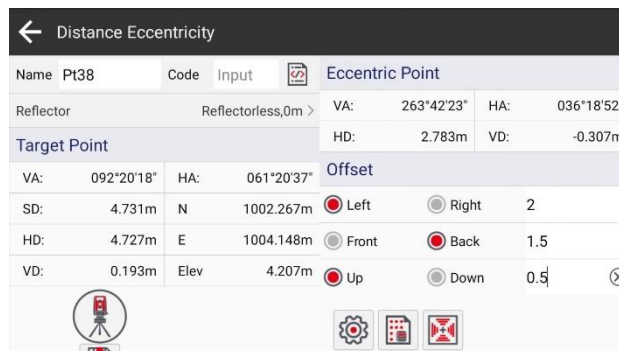 Distance Eccentricity
Name Pt38 Code Input
Reflector Reflectorless,0m >
Target Point
VA: 092°20'18" HA: 061°20'37"
SD: 4.731m N 1002.267m
HD: 4.727m E 1004.148m
VD: 0.193m Elev 4.207m
Eccentric Point
VA: 263°42'23" HA: 036°18'52
HD: 2.783m VD: -0.307m
Offset
Left Right 2
Front Back 1.5
Up Down 0.5